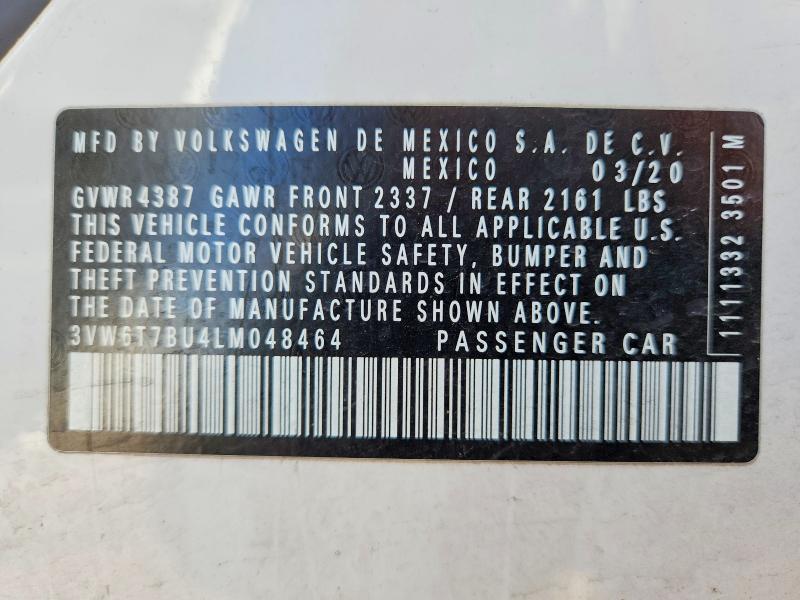 MFD BY VOLKSWAGEN DE MEXICO S.A. DE C.V.
MEXICO 03/20
GVWR 4387 GAWR FRONT 2337 / REAR 2161 LBS
THIS VEHICLE CONFORMS TO ALL APPLICABLE U.S.
FEDERAL MOTOR VEHICLE SAFETY, BUMPER AND
THEFT PREVENTION STANDARDS IN EFFECT ON
THE DATE OF MANUFACTURE SHOWN ABOVE.
3VW6T7BU4LM048464 PASSENGER CAR
1111332 3501 M